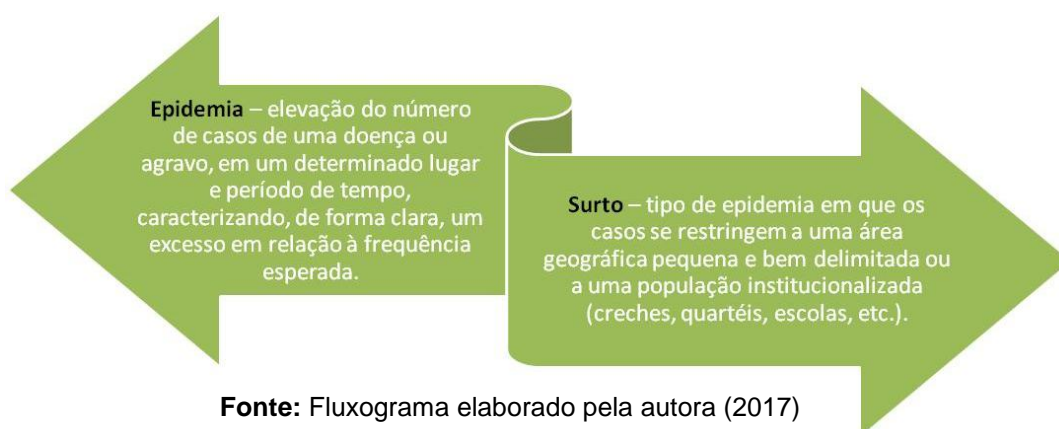 Epidemia – elevação do número
de casos de uma doença ou
agravo, em um determinado lugar
e período de tempo,
caracterizando, de forma clara, um
excesso em relação à frequência
esperada.
Surto – tipo de epidemia em que os
casos se restringem a uma área
geográfica pequena e bem delimitada ou
a uma população institucionalizada
(creches, quartéis, escolas, etc.).
Fonte: Fluxograma elaborado pela autora (2017)